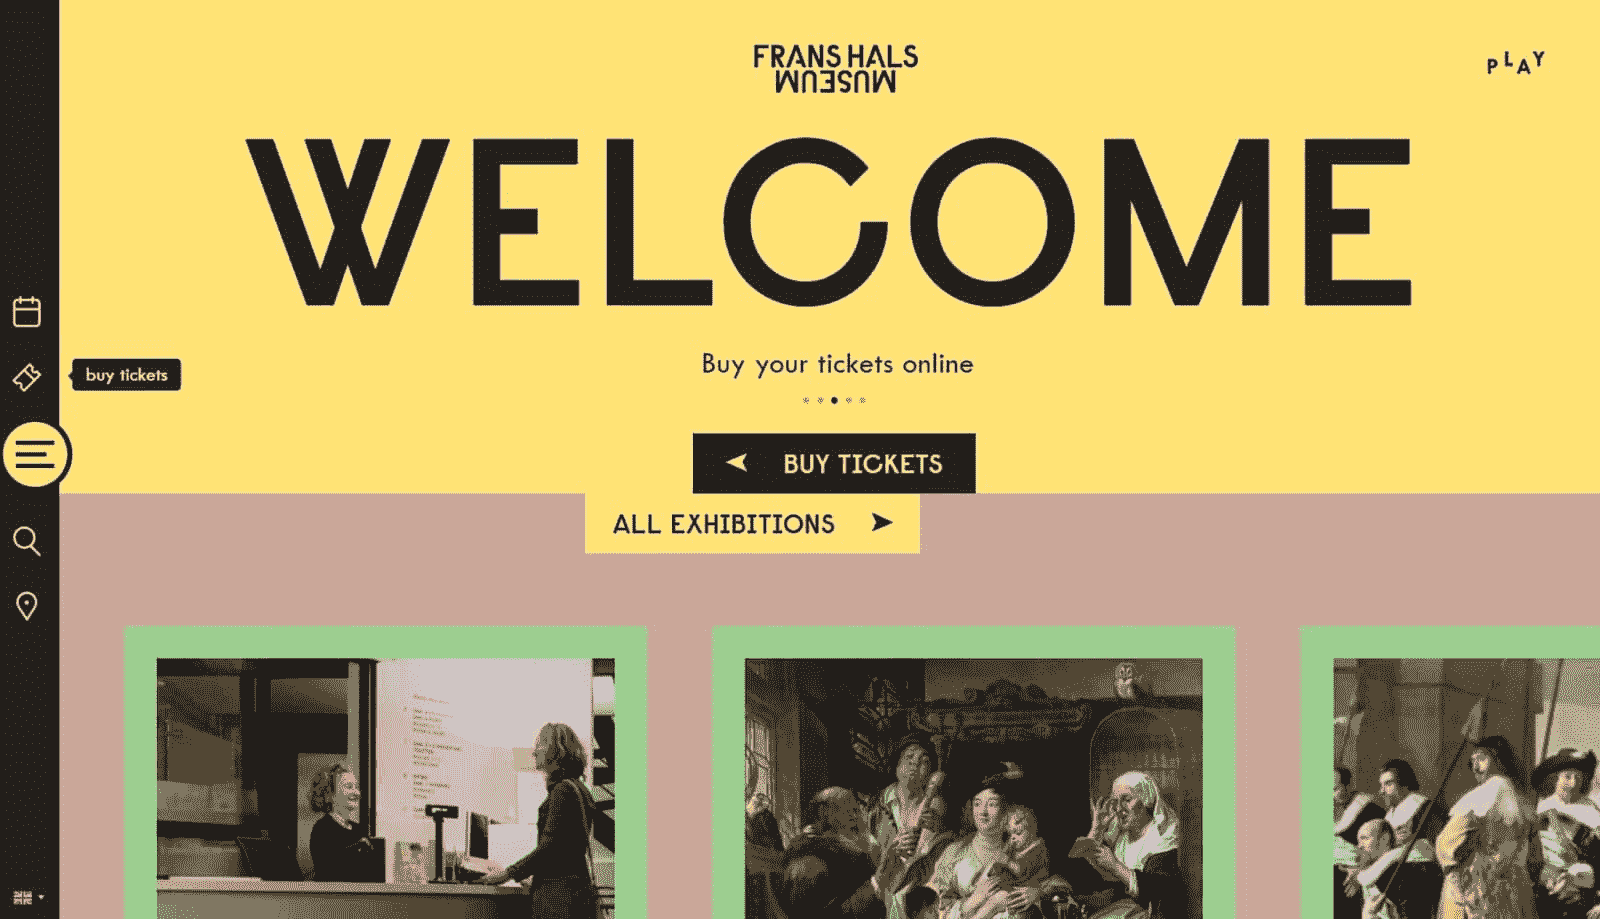 FRANS HALS
MUSEUM
PLAY
WELCOME
Buy your tickets online
buy tickets
BUY TICKETS
ALL EXHIBITIONS